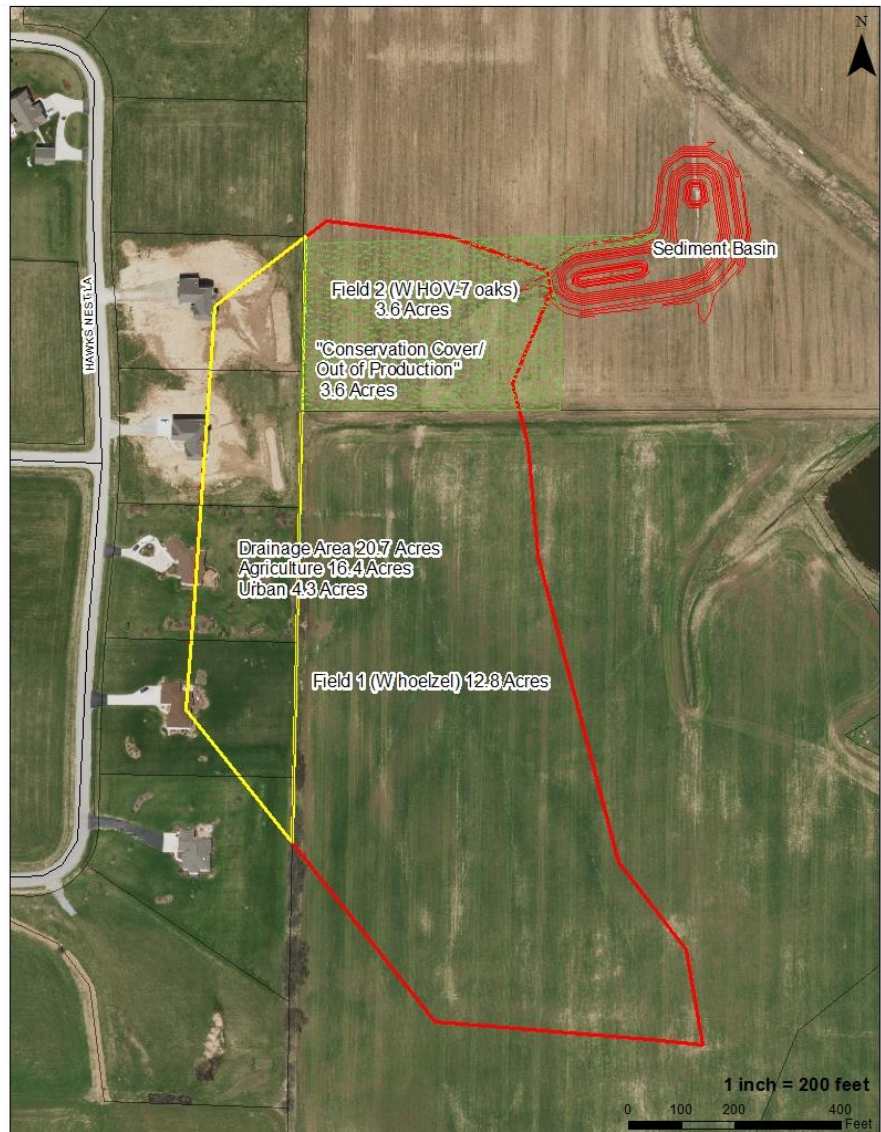 N
Sediment Basin
Field 2 (W HOV-7 oaks)
3.6 Acres
"Conservation Cover/
Out of Production"
3.6 Acres
HAWKS NEST LA
Drainage Area 20.7 Acres
Agriculture 16.4 Acres
Urban 4.3 Acres
Field 1 (W hoelzel) 12.8 Acres
1 inch = 200 feet
0 100 200 400
Feet